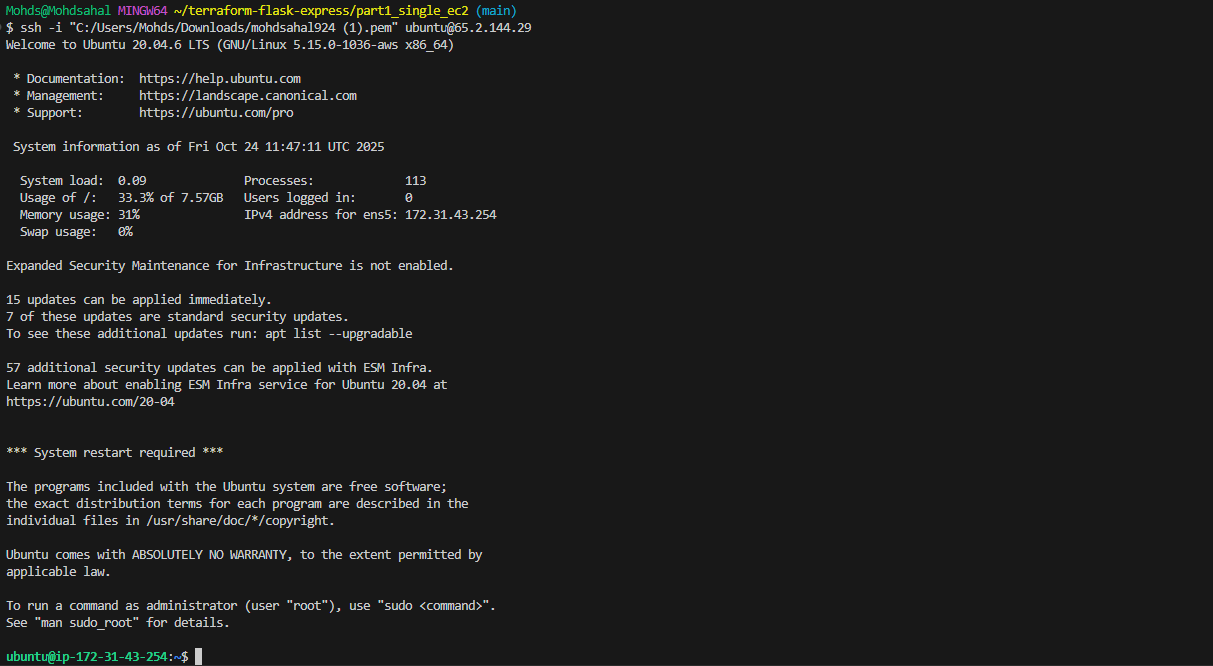 Mohds@Mohdsahal MINGW64 ~/terraform-flask-express/part1_single_ec2 (main)
$ ssh -i "C:/Users/Mohds/Downloads/mohdsahal924 (1).pem" ubuntu@65.2.144.29
Welcome to Ubuntu 20.04.6 LTS (GNU/Linux 5.15.0-1036-aws x86_64)
* Documentation:  https://help.ubuntu.com
* Management:     https://landscape.canonical.com
* Support:        https://ubuntu.com/pro
System information as of Fri Oct 24 11:47:11 UTC 2025
System load:  0.09              Processes:             113
Usage of /:   33.3% of 7.57GB   Users logged in:       0
Memory usage: 31%               IPv4 address for ens5: 172.31.43.254
Swap usage:   0%
Expanded Security Maintenance for Infrastructure is not enabled.
15 updates can be applied immediately.
7 of these updates are standard security updates.
To see these additional updates run: apt list --upgradable
57 additional security updates can be applied with ESM Infra.
Learn more about enabling ESM Infra service for Ubuntu 20.04 at
https://ubuntu.com/20-04
*** System restart required ***
The programs included with the Ubuntu system are free software;
the exact distribution terms for each program are described in the
individual files in /usr/share/doc/*/copyright.
Ubuntu comes with ABSOLUTELY NO WARRANTY, to the extent permitted by
applicable law.
To run a command as administrator (user "root"), use "sudo <command>".
See "man sudo_root" for details.
ubuntu@ip-172-31-43-254:~$